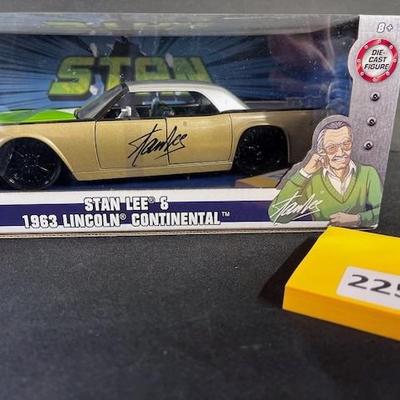 8+
STAN
DIE-
CAST
FIGURE
Stan Lee
STAN LEE® &
1963 LINCOLN® CONTINENTAL™
Stan Lee
225